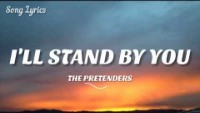 Song Lyrics
I'LL STAND BY YOU
THE PRETENDERS